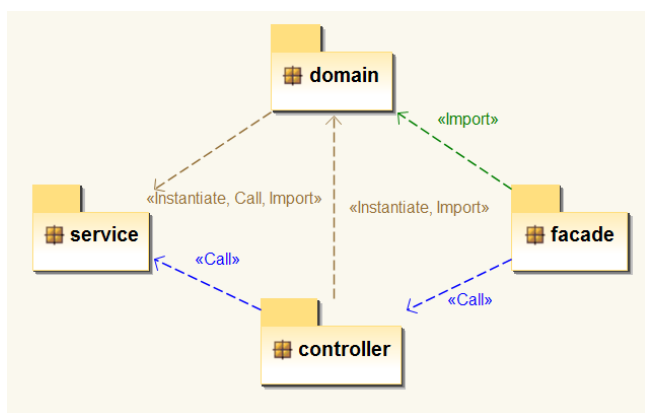 domain
«Import»
«Instantiate, Call, Import»
«Instantiate, Import»
service
facade
«Call»
«Call»
controller